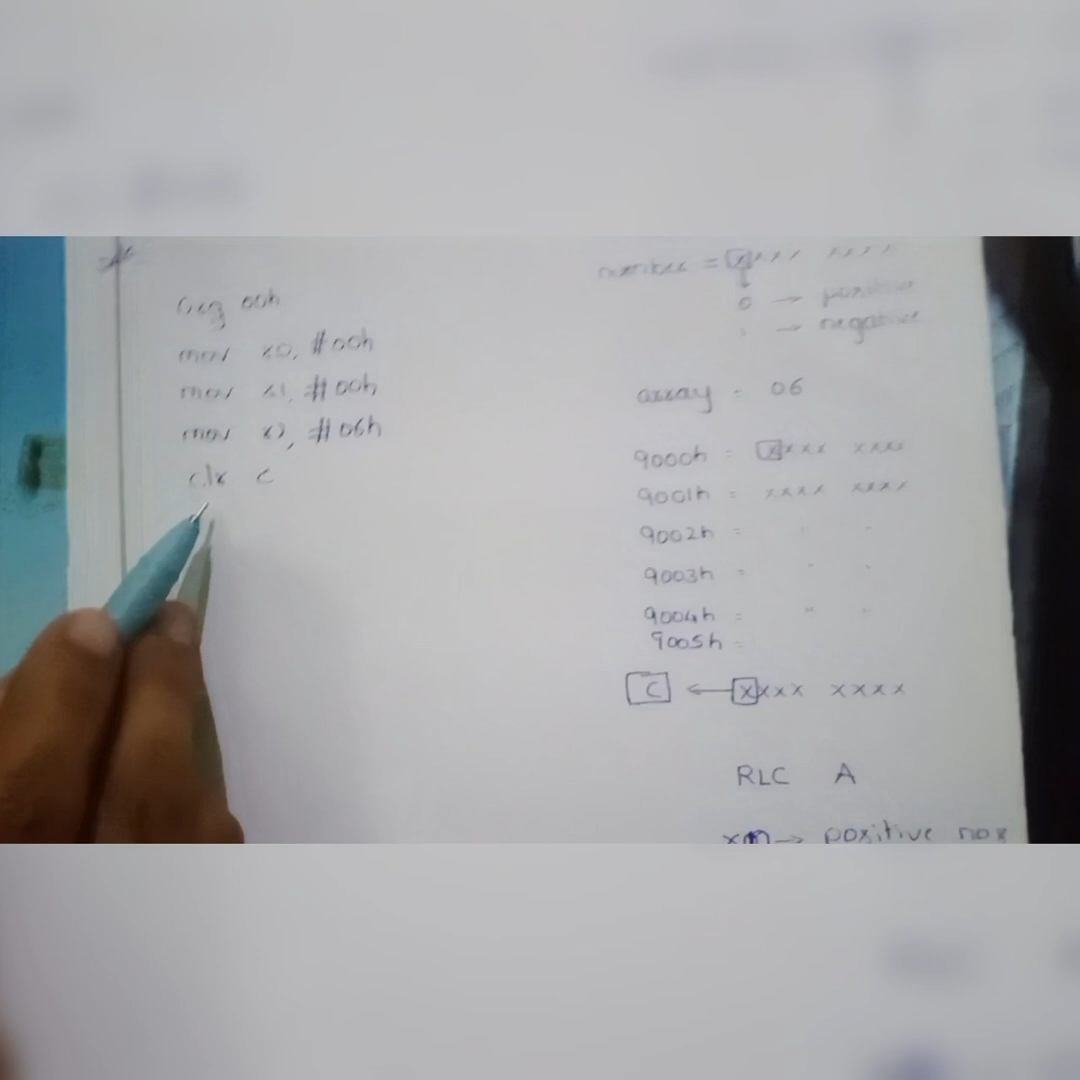 org 00h
mov r0, #00h
mov r1, #00h
mov r2, #06h
clr c
number = xxxx xxxx
0 → positive
1 → negative
array = 06
9000h = xxxx xxxx
9001h = xxxx xxxx
9002h = " "
9003h = " "
9004h = " "
9005h =
C ← xxxx xxxx
RLC A
→ positive nos